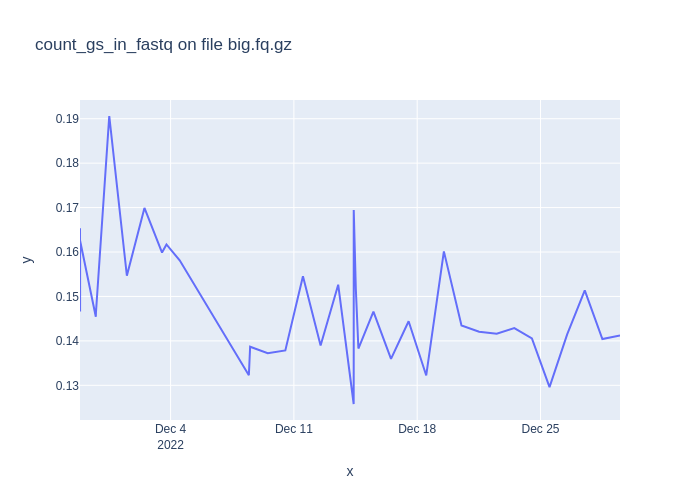 count_gs_in_fastq on file big.fq.gz
0.19
0.18
0.17
0.16
0.15
0.14
0.13
y
Dec 4
2022
Dec 11
Dec 18
Dec 25
x